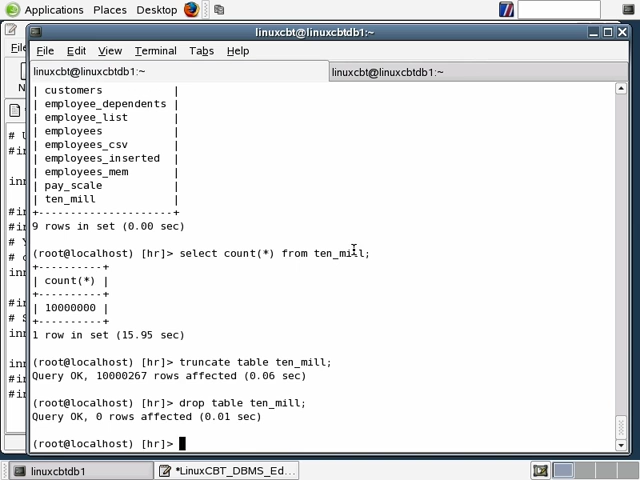 Applications Places Desktop
linuxcbt@linuxcbtdb1:~
File Edit View Terminal Tabs Help
linuxcbt@linuxcbtdb1:~ linuxcbt@linuxcbtdb1:~
| customers |
| employee_dependents |
| employee_list |
| employees |
| employees_csv |
| employees_inserted |
| employees_mem |
| pay_scale |
| ten_mill |
+---------------------+
9 rows in set (0.00 sec)
(root@localhost) [hr]> select count(*) from ten_mill;
+----------+
| count(*) |
+----------+
| 10000000 |
+----------+
1 row in set (15.95 sec)
(root@localhost) [hr]> truncate table ten_mill;
Query OK, 10000267 rows affected (0.06 sec)
(root@localhost) [hr]> drop table ten_mill;
Query OK, 0 rows affected (0.01 sec)
(root@localhost) [hr]>
linuxcbtdb1 *LinuxCBT_DBMS_Ed...